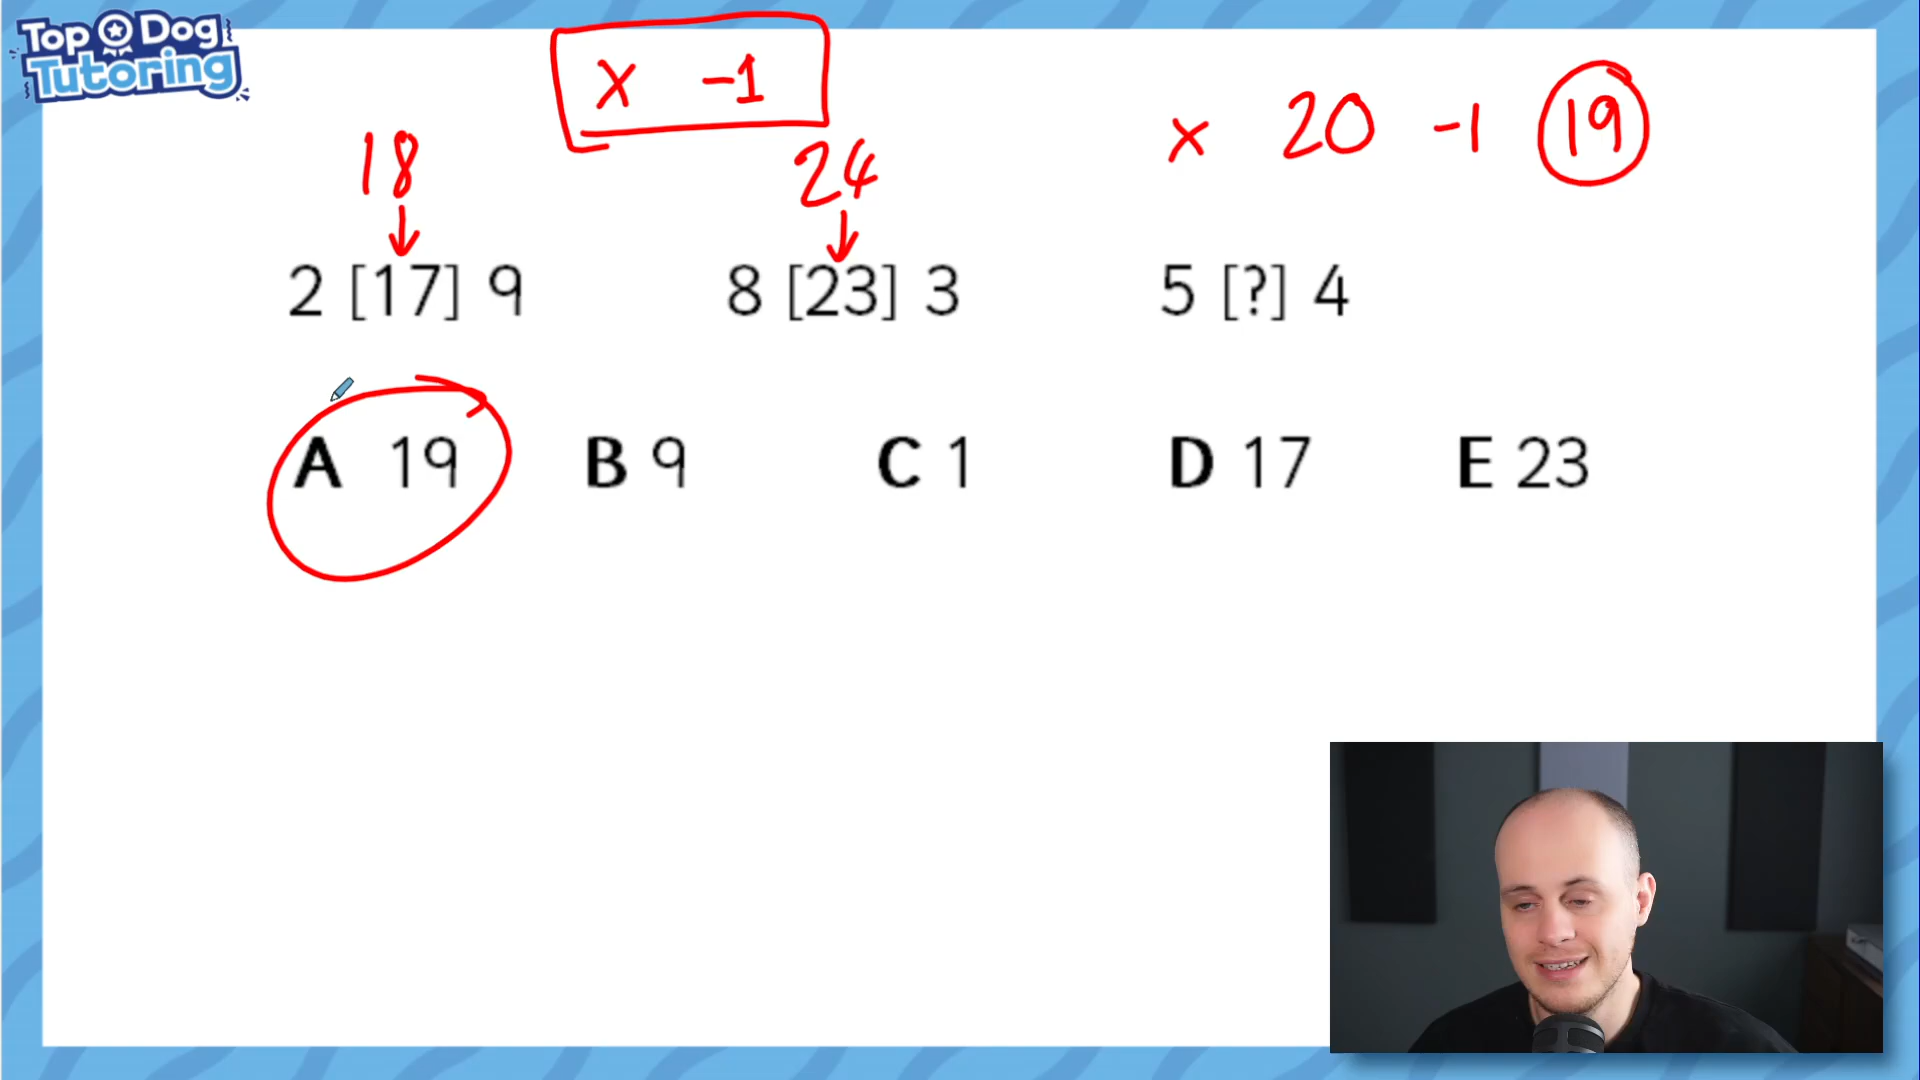 Top Dog
Tutoring
x -1
x 20 -1 19
18
24
2 [17] 9
8 [23] 3
5 [?] 4
A 19
B 9
C 1
D 17
E 23